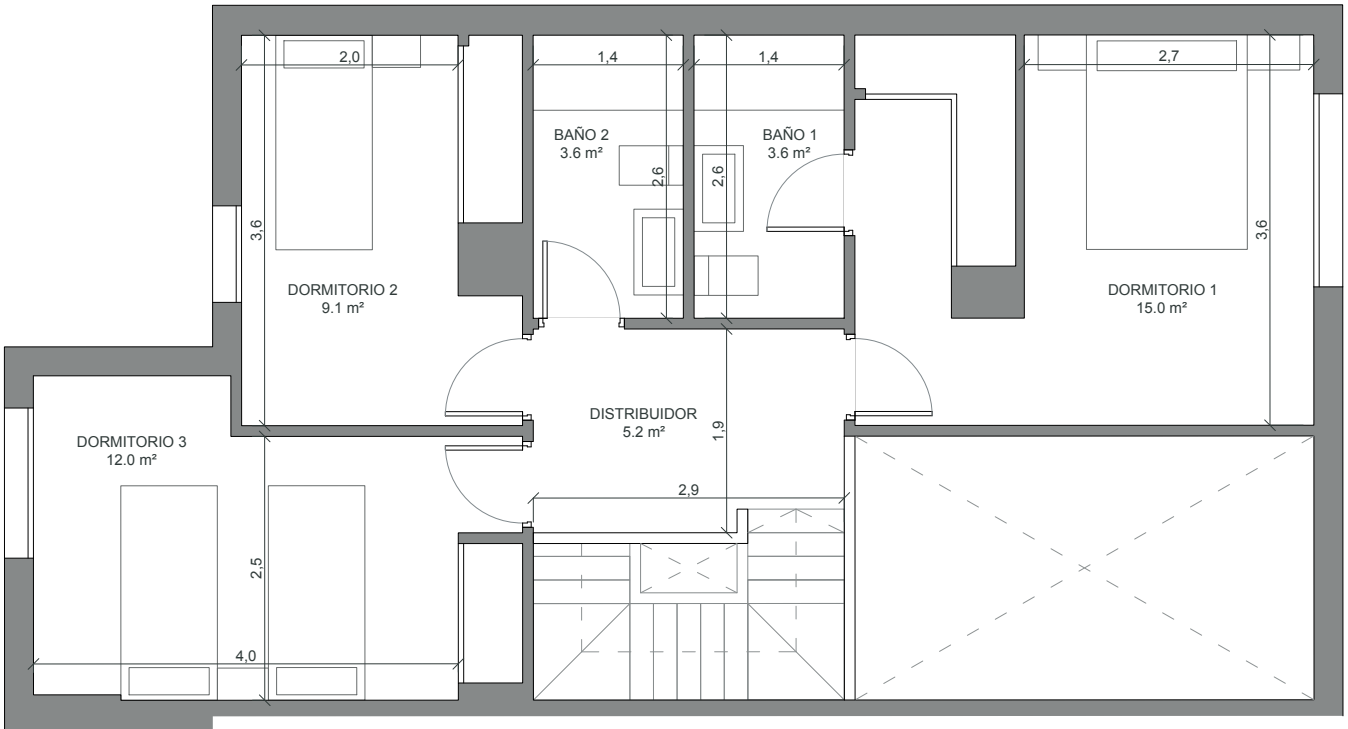 2,0
1,4
1,4
2,7
BAÑO 2
3.6 m²
BAÑO 1
3.6 m²
2,6
2,6
3,6
3,6
DORMITORIO 2
9.1 m²
DORMITORIO 1
15.0 m²
DISTRIBUIDOR
5.2 m²
1,9
DORMITORIO 3
12.0 m²
2,9
2,5
4,0